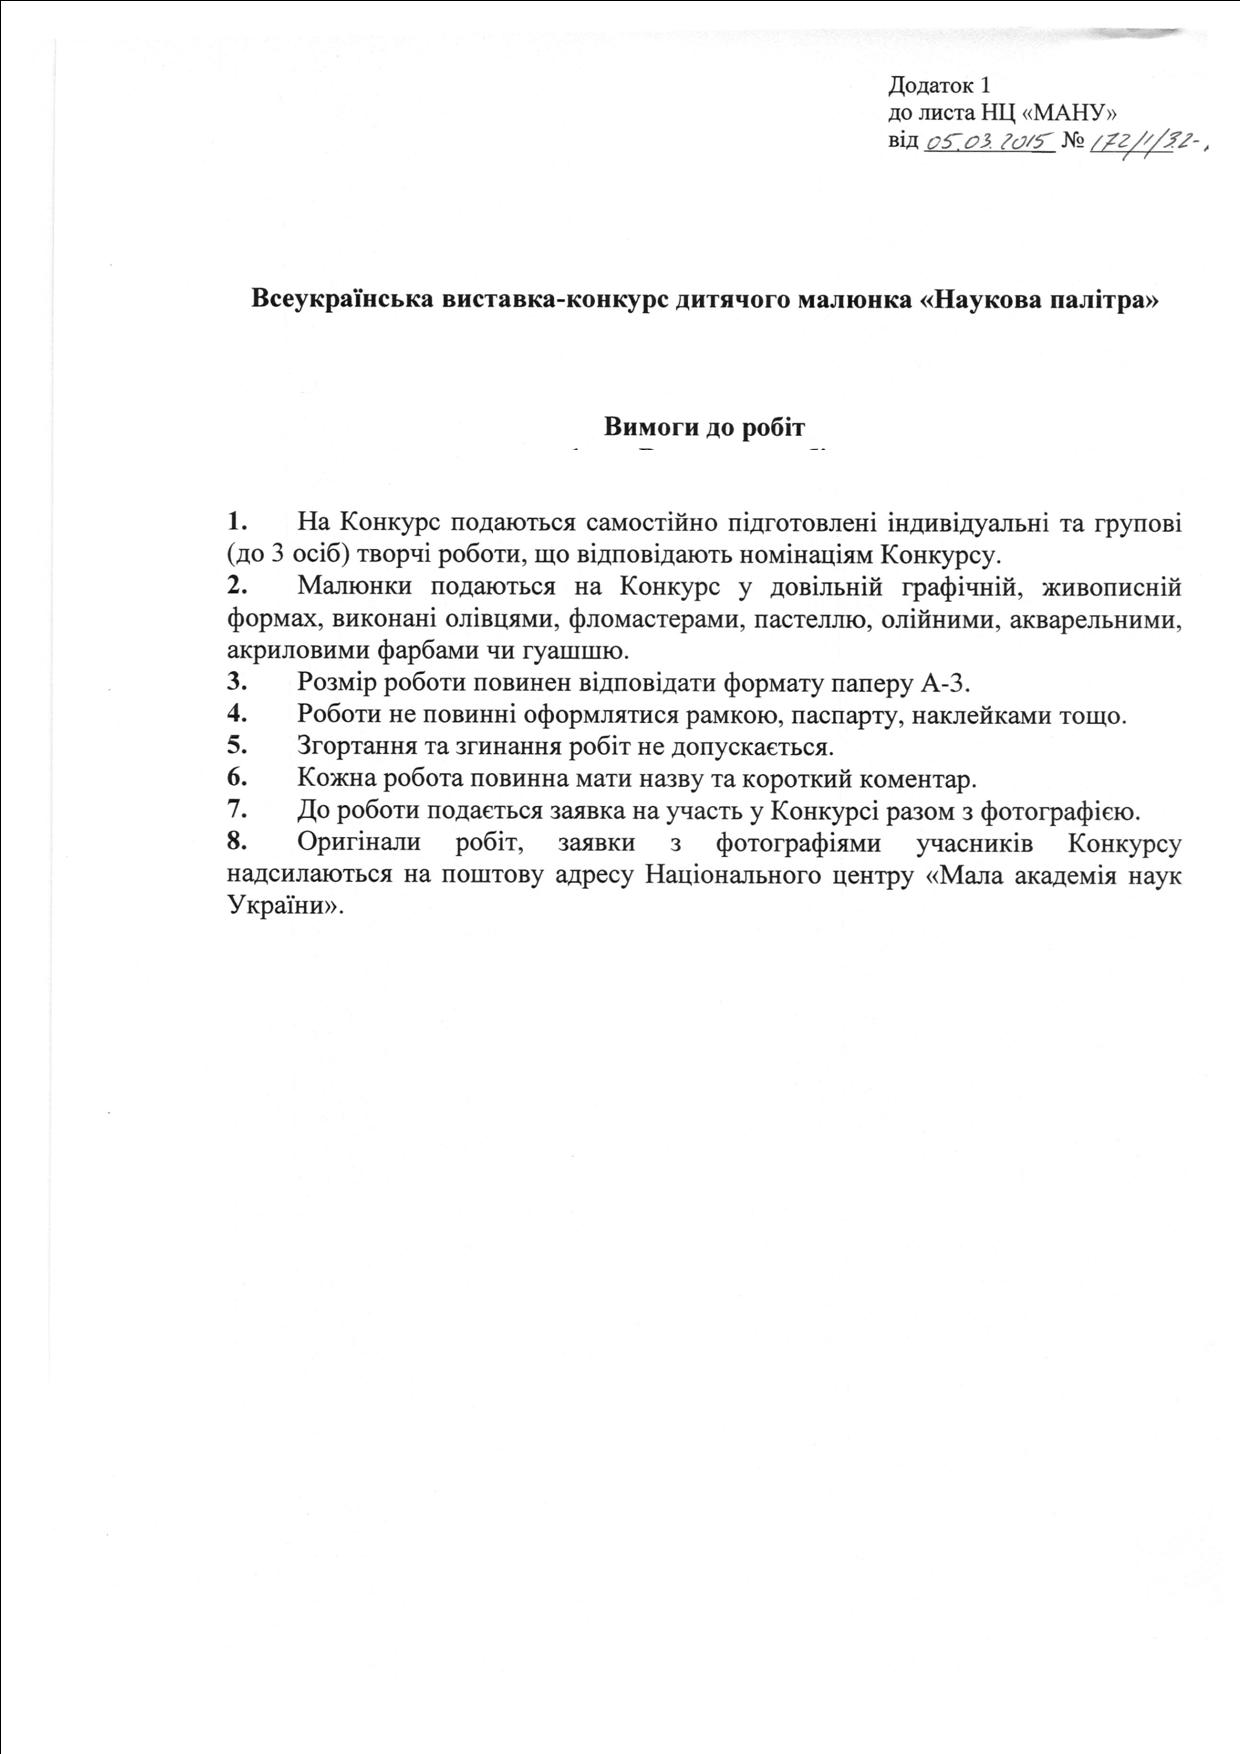 Додаток 1
до листа НЦ «МАНУ»
від 05.03.2015 № 172/1/32-
Всеукраїнська виставка-конкурс дитячого малюнка «Наукова палітра»
Вимоги до робіт
1. На Конкурс подаються самостійно підготовлені індивідуальні та групові
(до 3 осіб) творчі роботи, що відповідають номінаціям Конкурсу.
2. Малюнки подаються на Конкурс у довільній графічній, живописній
формах, виконані олівцями, фломастерами, пастеллю, олійними, акварельними,
акриловими фарбами чи гуашшю.
3. Розмір роботи повинен відповідати формату паперу А-3.
4. Роботи не повинні оформлятися рамкою, паспарту, наклейками тощо.
5. Згортання та згинання робіт не допускається.
6. Кожна робота повинна мати назву та короткий коментар.
7. До роботи подається заявка на участь у Конкурсі разом з фотографією.
8. Оригінали робіт, заявки з фотографіями учасників Конкурсу
надсилаються на поштову адресу Національного центру «Мала академія наук
України».